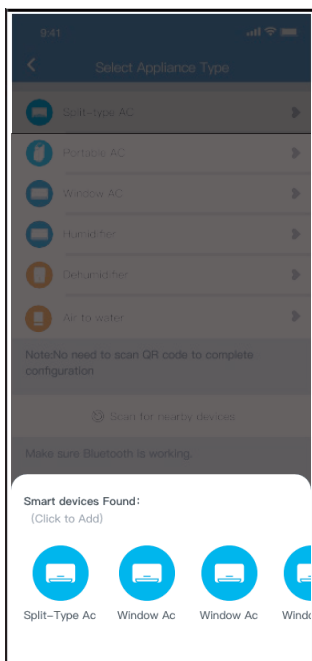 9:41
Select Appliance Type
Split-type AC
Portable AC
Window AC
Humidifier
Dehumidifier
Air to water
Note:No need to scan QR code to complete
configuration
Scan for nearby devices
Make sure Bluetooth is working.
Smart devices Found:
(Click to Add)
Split-Type Ac Window Ac Window Ac Windo